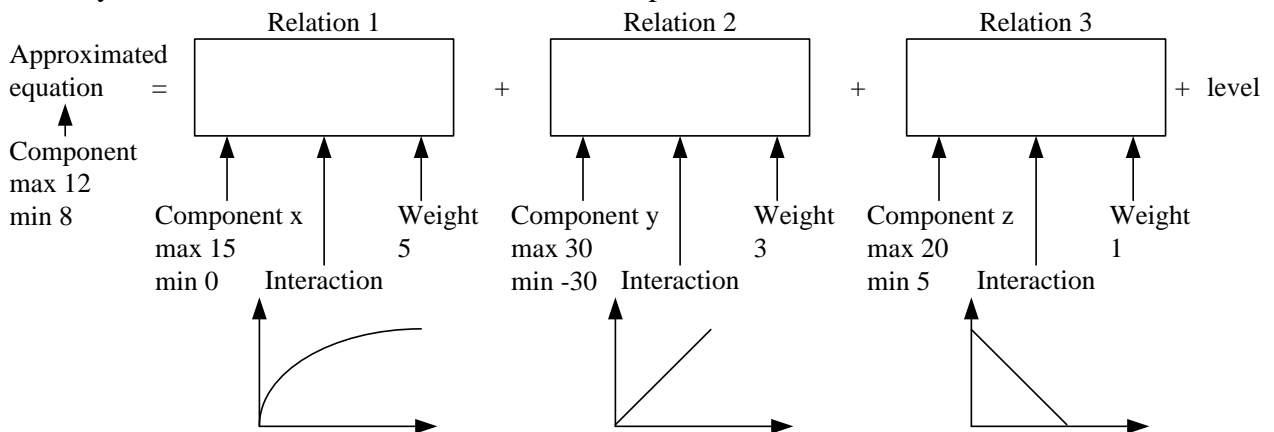 Relation 1
Relation 2
Relation 3
Approximated
equation = + + + level
Component
max 12
min 8
Component x
max 15
min 0
Weight
5
Interaction
Component y
max 30
min -30
Weight
3
Interaction
Component z
max 20
min 5
Weight
1
Interaction